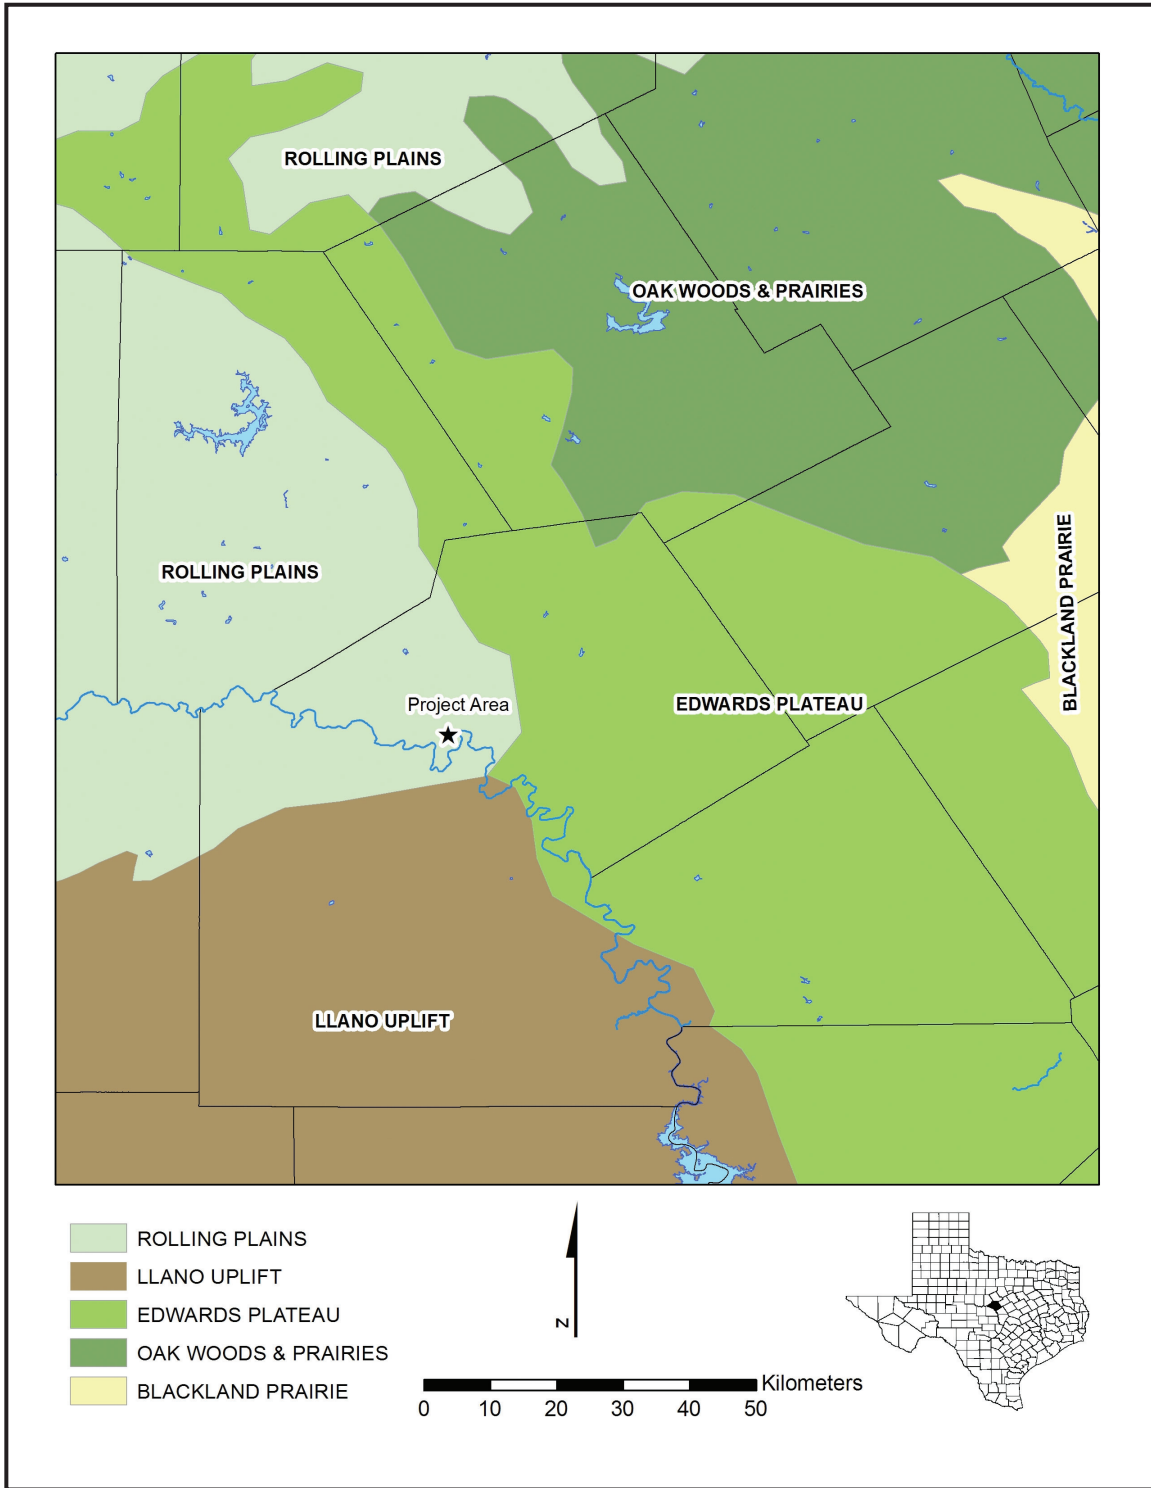 ROLLING PLAINS
OAK WOODS & PRAIRIES
ROLLING PLAINS
BLACKLAND PRAIRIE
Project Area
EDWARDS PLATEAU
LLANO UPLIFT
ROLLING PLAINS
LLANO UPLIFT
EDWARDS PLATEAU
OAK WOODS & PRAIRIES
BLACKLAND PRAIRIE
N
Kilometers
0 10 20 30 40 50